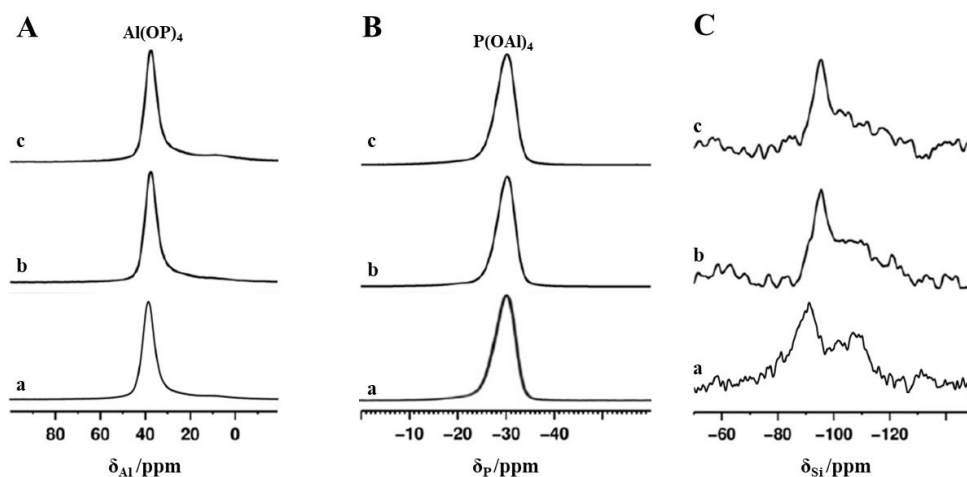 A
B
C
Al(OP)₄
P(OAl)₄
c
c
c
b
b
b
a
a
a
80 60 40 20 0
−10 −20 −30 −40
−60 −80 −100 −120
δAl /ppm
δP /ppm
δSi /ppm